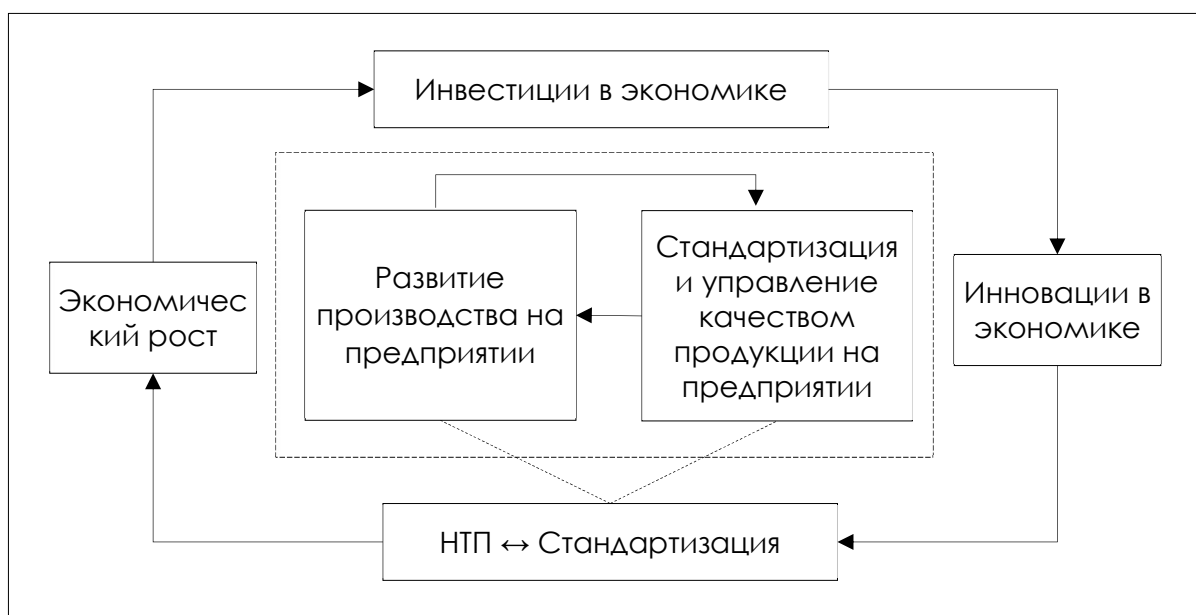 Инвестиции в экономике
Развитие
производства на
предприятии
Стандартизация
и управление
качеством
продукции на
предприятии
Экономичес
кий рост
Инновации в
экономике
НТП ↔ Стандартизация